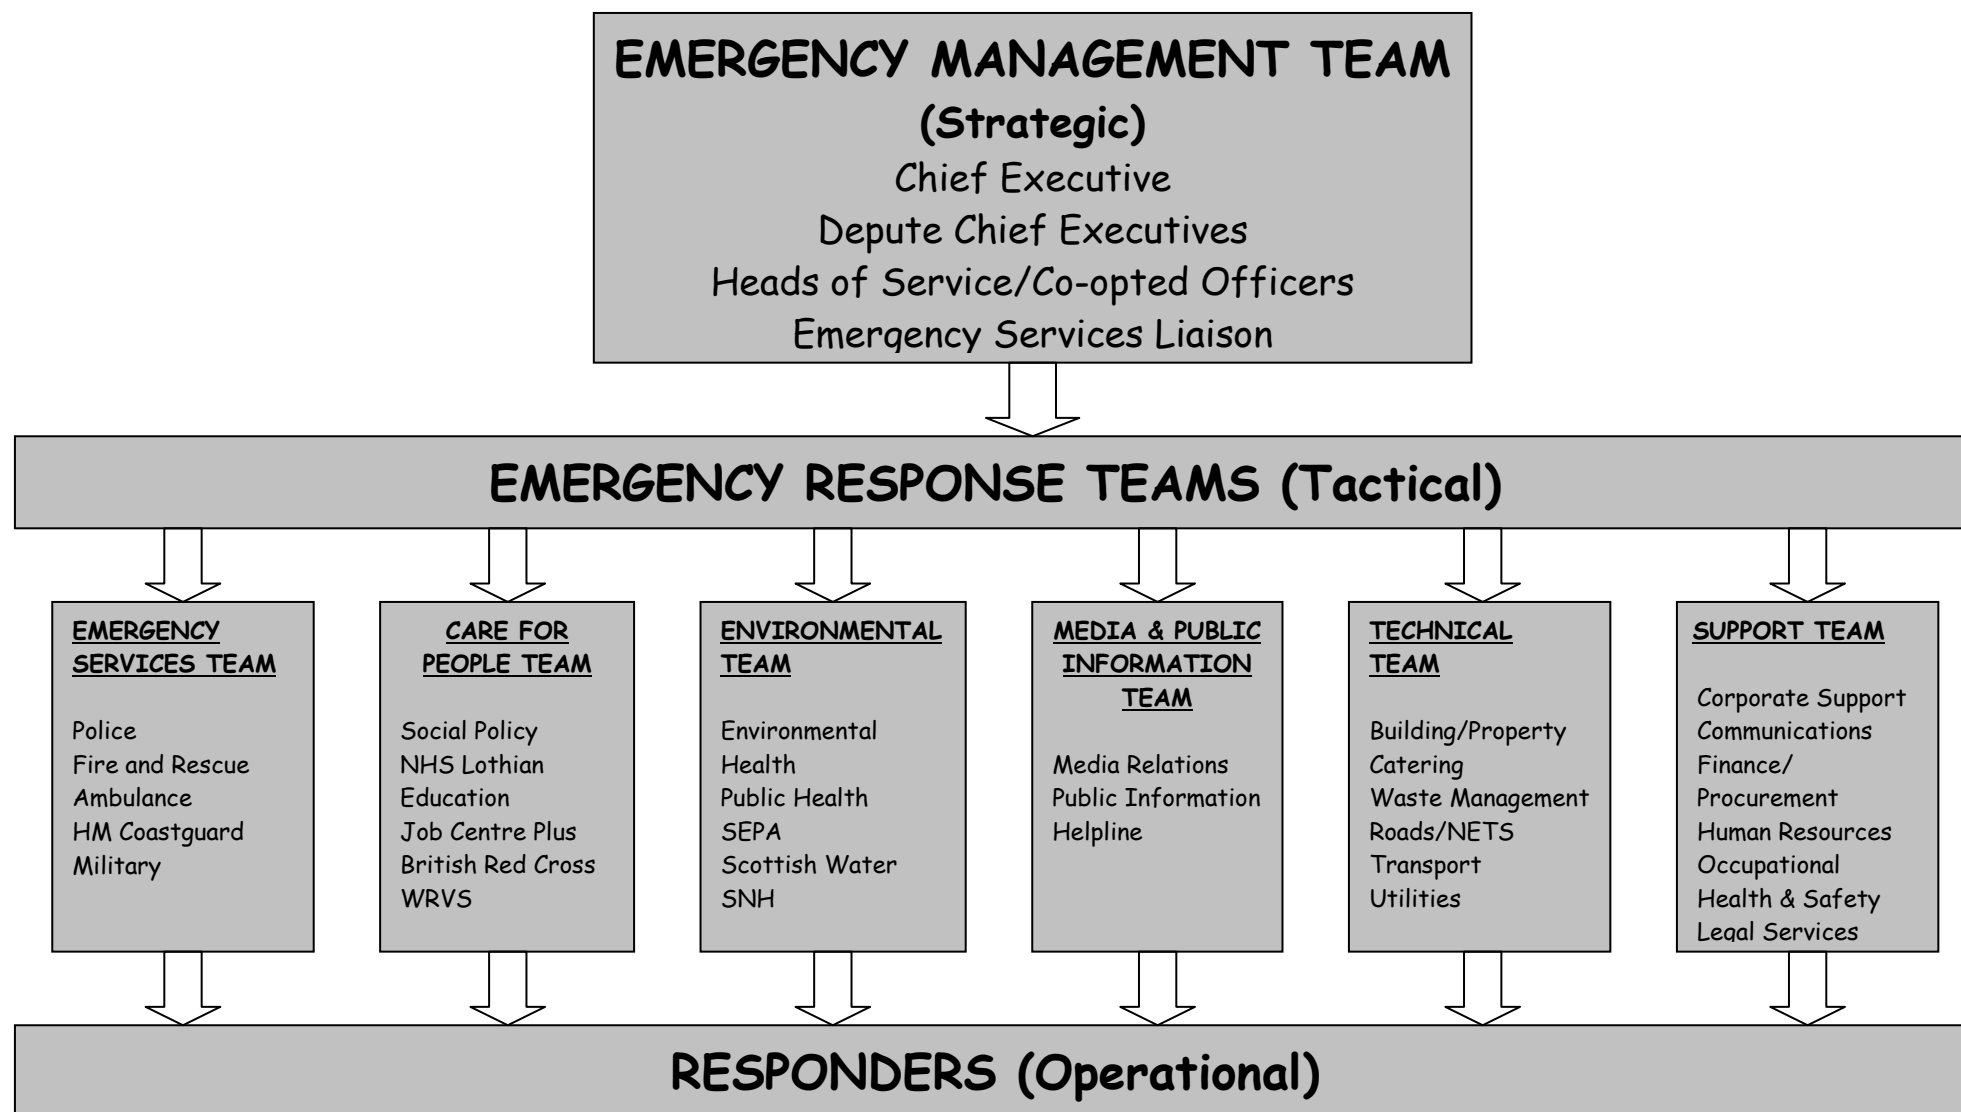 EMERGENCY MANAGEMENT TEAM
(Strategic)
Chief Executive
Depute Chief Executives
Heads of Service/Co-opted Officers
Emergency Services Liaison
EMERGENCY RESPONSE TEAMS (Tactical)
EMERGENCY
SERVICES TEAM
Police
Fire and Rescue
Ambulance
HM Coastguard
Military
CARE FOR
PEOPLE TEAM
Social Policy
NHS Lothian
Education
Job Centre Plus
British Red Cross
WRVS
ENVIRONMENTAL
TEAM
Environmental
Health
Public Health
SEPA
Scottish Water
SNH
MEDIA & PUBLIC
INFORMATION
TEAM
Media Relations
Public Information
Helpline
TECHNICAL
TEAM
Building/Property
Catering
Waste Management
Roads/NETS
Transport
Utilities
SUPPORT TEAM
Corporate Support
Communications
Finance/
Procurement
Human Resources
Occupational
Health & Safety
Legal Services
RESPONDERS (Operational)